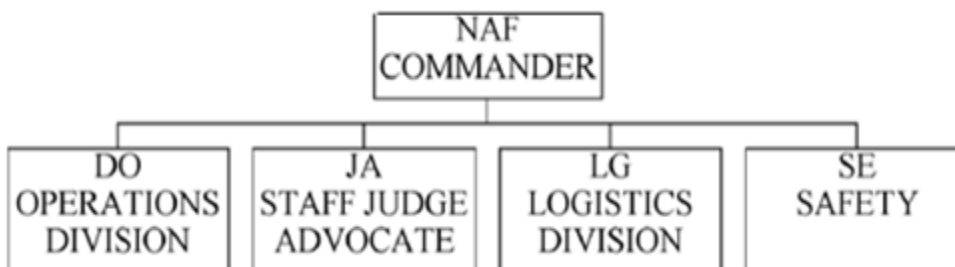 NAF
COMMANDER
DO
OPERATIONS
DIVISION
JA
STAFF JUDGE
ADVOCATE
LG
LOGISTICS
DIVISION
SE
SAFETY